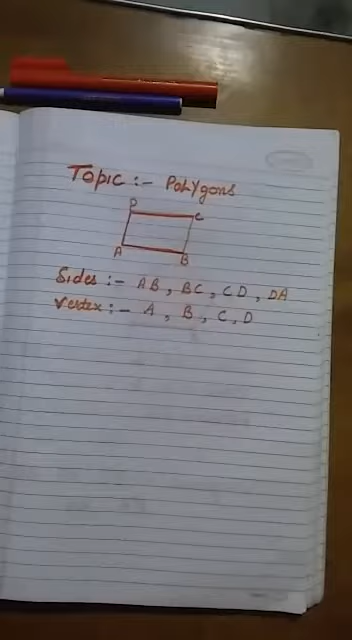 Topic :- Polygons
D
C
A
B
Sides :- AB, BC, CD, DA
Vertex :- A, B, C, D